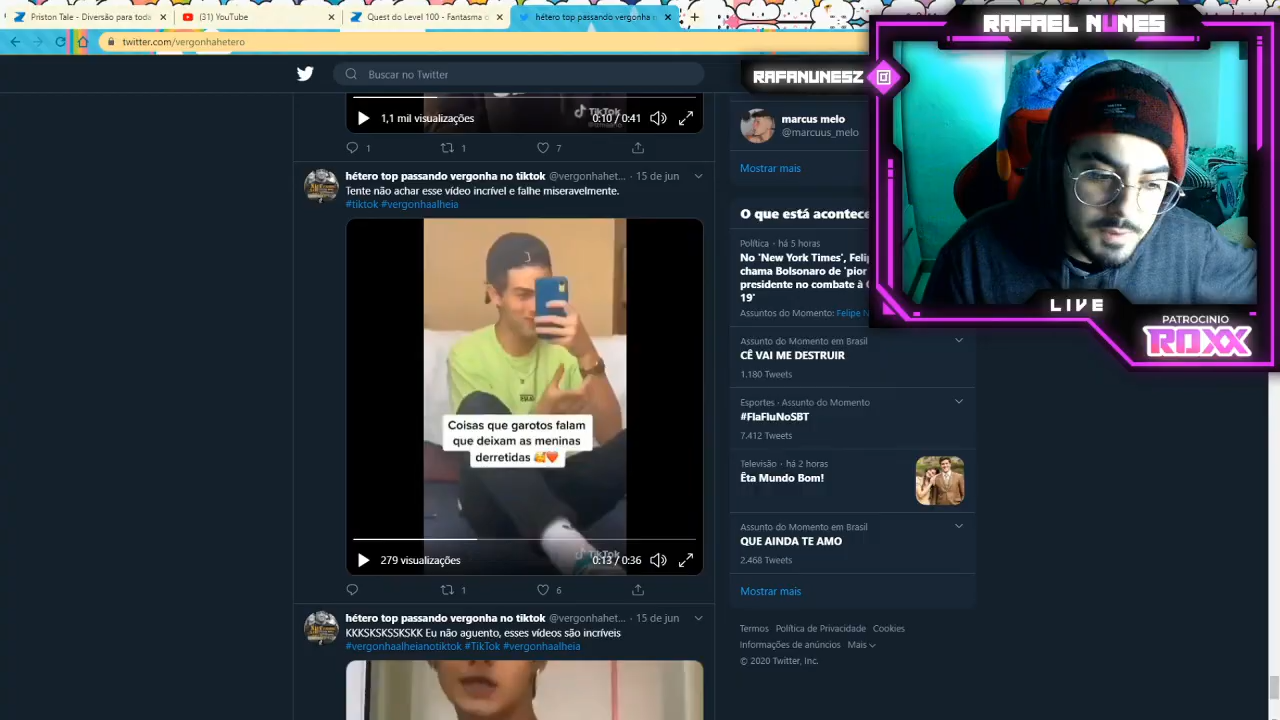 Priston Tale - Diversão para toda
(31) YouTube
Quest do Level 100 - Fantasma o
hétero top passando vergonha
twitter.com/vergonhahetero
Buscar no Twitter
1,1 mil visualizações
TikTok
0:10 / 0:41
1
1
7
hétero top passando vergonha no tiktok @vergonhahet... · 15 de jun
Tente não achar esse vídeo incrível e falhe miseravelmente.
#tiktok #vergonhaalheia
Coisas que garotos falam
que deixam as meninas
derretidas 🥰❤️
TikTok
279 visualizações
0:13 / 0:36
1
6
hétero top passando vergonha no tiktok @vergonhahet... · 15 de jun
KKKSKSKSSKSKK Eu não aguento, esses vídeos são incríveis
#vergonhaalheianotiktok #TikTok #vergonhaalheia
marcus melo
@marcuus_melo
Mostrar mais
O que está acontece
Política · há 5 horas
No 'New York Times', Felip
chama Bolsonaro de 'pior
presidente no combate à C
19'
Assuntos do Momento: Felipe N
Assunto do Momento em Brasil
CÊ VAI ME DESTRUIR
1.180 Tweets
Esportes · Assunto do Momento
#FlaFluNoSBT
7.412 Tweets
Televisão · há 2 horas
Êta Mundo Bom!
Assunto do Momento em Brasil
QUE AINDA TE AMO
2.468 Tweets
Mostrar mais
Termos Política de Privacidade Cookies
Informações de anúncios Mais
© 2020 Twitter, Inc.
RAFAEL NUNES
RAFANUNESZ
LIVE
PATROCINIO
ROXX